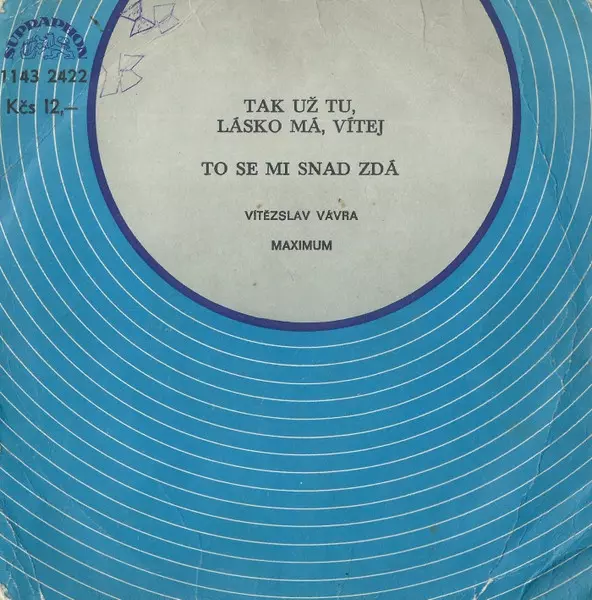 SUPRAPHON
1143 2422
Kčs 12,–
TAK UŽ TU,
LÁSKO MÁ, VÍTEJ
TO SE MI SNAD ZDÁ
VÍTĚZSLAV VÁVRA
MAXIMUM